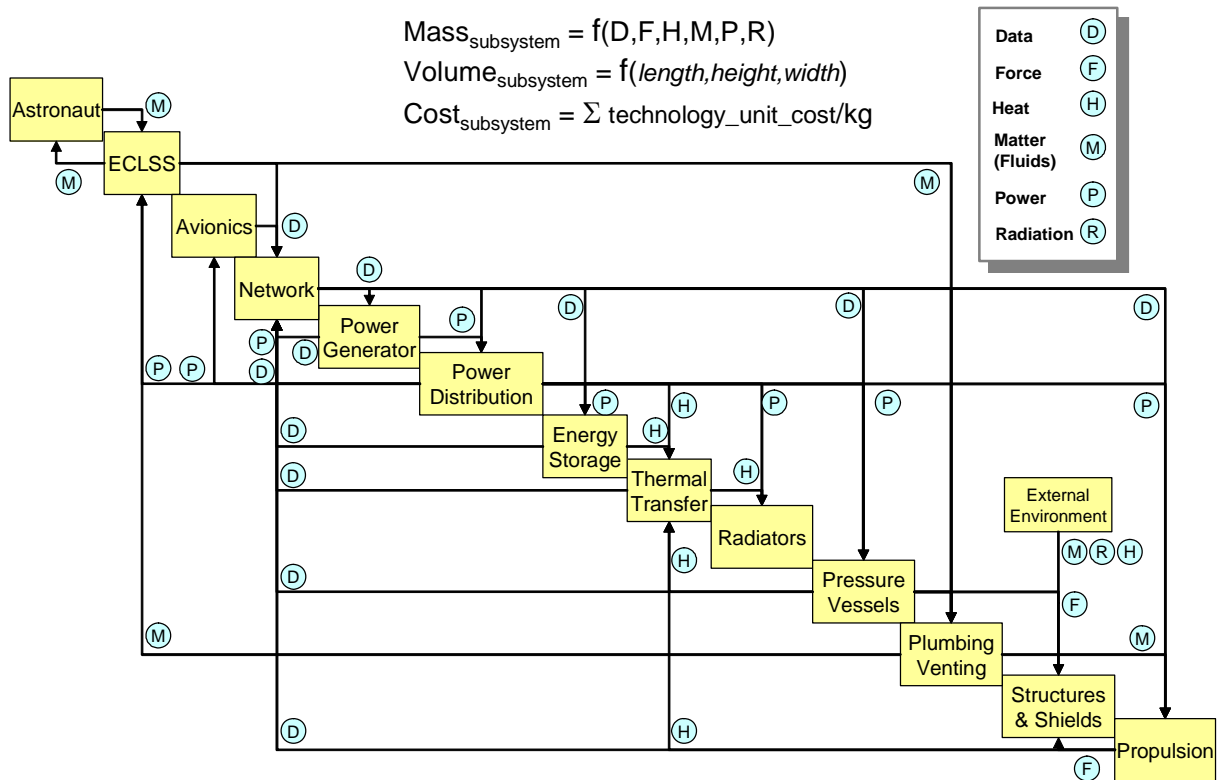 Mass_subsystem = f(D,F,H,M,P,R)
Volume_subsystem = f(length,height,width)
Cost_subsystem = Σ technology_unit_cost/kg
Data D
Force F
Heat H
Matter
(Fluids) M
Power P
Radiation R
Astronaut
M
ECLSS
M
M
Avionics
D
Network
D
D
D
D
P
Power
Generator
P
D
P
P
D
Power
Distribution
P
H
P
P
P
Energy
Storage
D
H
Thermal
Transfer
D
H
Radiators
External
Environment
M R H
H
Pressure
Vessels
D
F
Plumbing
Venting
M
M
Structures
& Shields
D
H
Propulsion
F